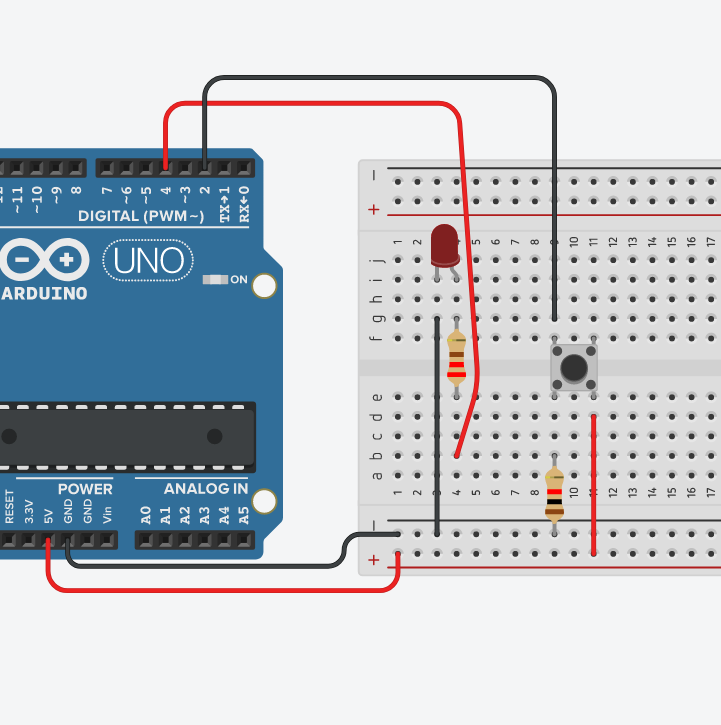 ~11 ~10 ~9 8 7 ~6 ~5 4 ~3 2 TX→1 RX←0
DIGITAL (PWM~)
UNO
ON
ARDUINO
POWER ANALOG IN
RESET 3.3V 5V GND GND Vin A0 A1 A2 A3 A4 A5
− +
1 2 3 4 5 6 7 8 9 10 11 12 13 14 15 16 17
j
i
h
g
f
e
d
c
b
a
1 2 3 4 5 6 7 8 9 10 11 12 13 14 15 16 17
−
+